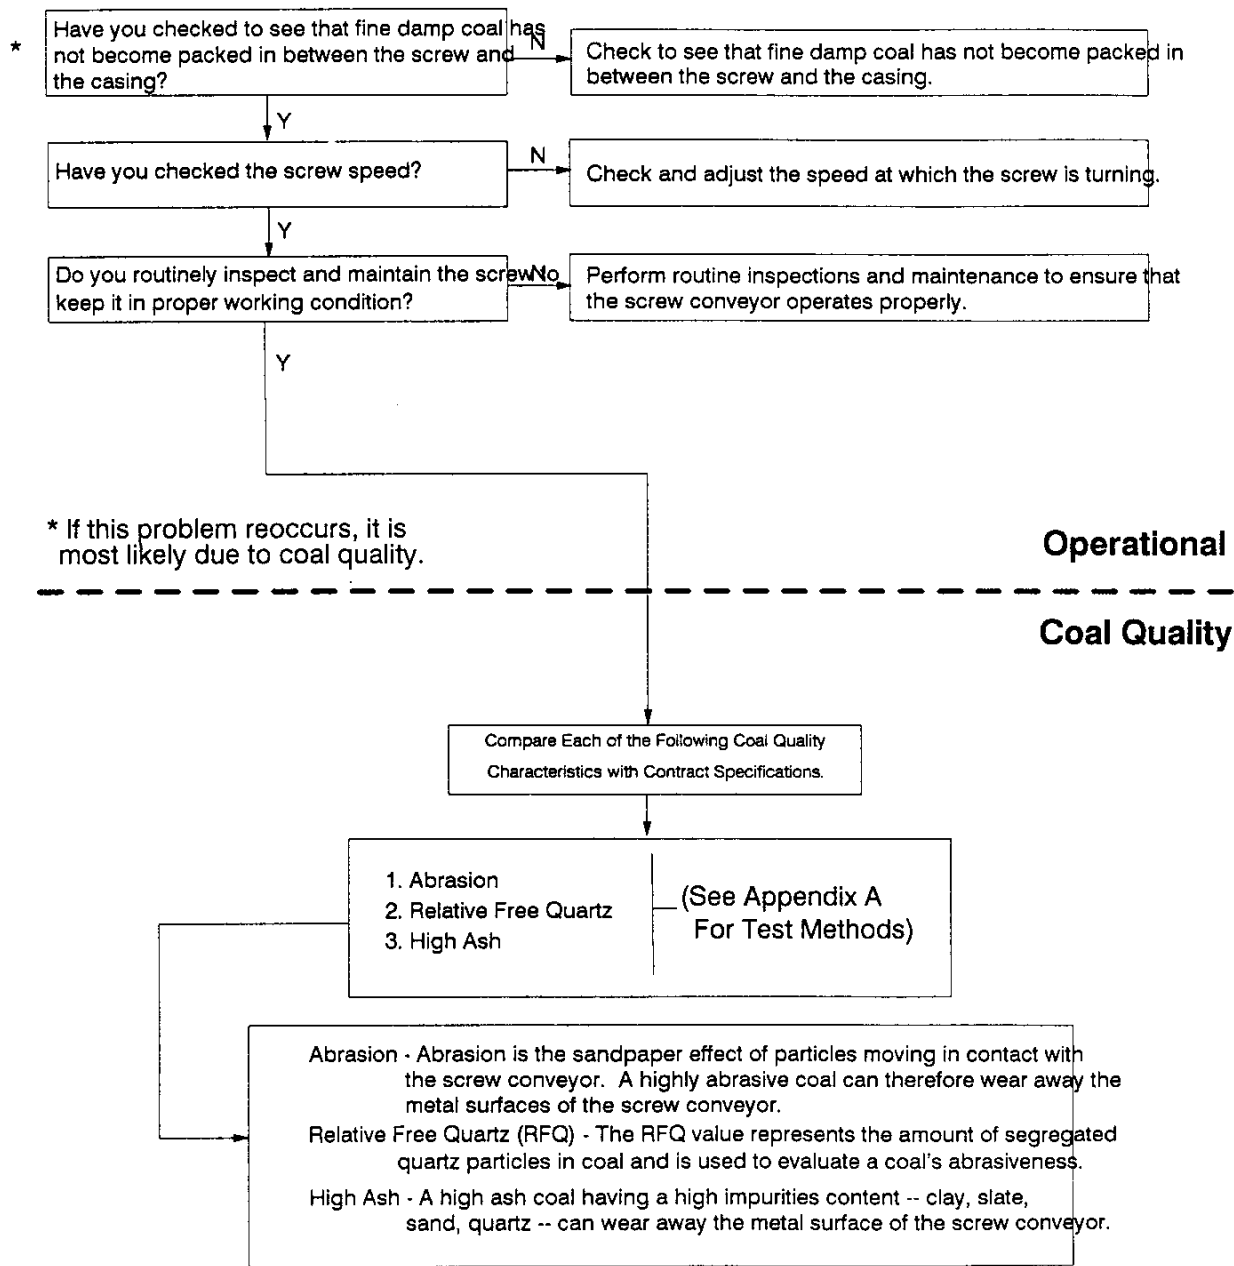 Have you checked to see that fine damp coal has
* not become packed in between the screw and
the casing?
N
Check to see that fine damp coal has not become packed in
between the screw and the casing.
Y
Have you checked the screw speed?
N
Check and adjust the speed at which the screw is turning.
Y
Do you routinely inspect and maintain the screw to
keep it in proper working condition?
N
Perform routine inspections and maintenance to ensure that
the screw conveyor operates properly.
Y
* If this problem reoccurs, it is
most likely due to coal quality.
Operational
Coal Quality
Compare Each of the Following Coal Quality
Characteristics with Contract Specifications.
1. Abrasion
2. Relative Free Quartz
3. High Ash
(See Appendix A
For Test Methods)
Abrasion - Abrasion is the sandpaper effect of particles moving in contact with
the screw conveyor. A highly abrasive coal can therefore wear away the
metal surfaces of the screw conveyor.
Relative Free Quartz (RFQ) - The RFQ value represents the amount of segregated
quartz particles in coal and is used to evaluate a coal's abrasiveness.
High Ash - A high ash coal having a high impurities content -- clay, slate,
sand, quartz -- can wear away the metal surface of the screw conveyor.